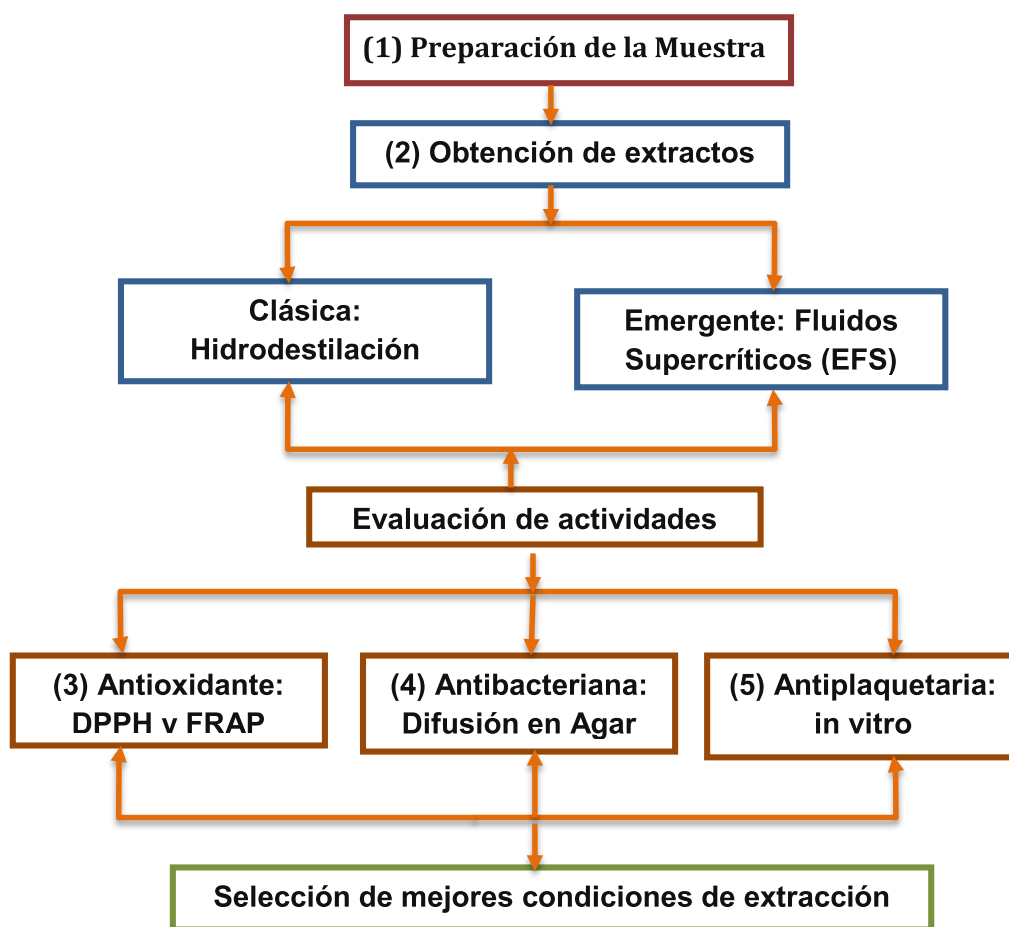 (1) Preparación de la Muestra
(2) Obtención de extractos
Clásica:
Hidrodestilación
Emergente: Fluidos
Supercríticos (EFS)
Evaluación de actividades
(3) Antioxidante:
DPPH v FRAP
(4) Antibacteriana:
Difusión en Agar
(5) Antiplaquetaria:
in vitro
Selección de mejores condiciones de extracción